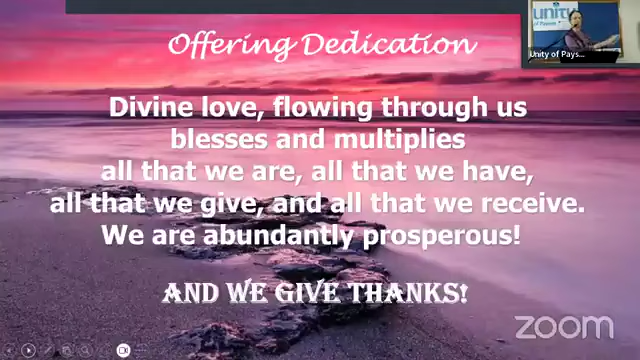 Offering Dedication
unity
Unity of Pays...
Divine love, flowing through us
blesses and multiplies
all that we are, all that we have,
all that we give, and all that we receive.
We are abundantly prosperous!
AND WE GIVE THANKS!
zoom